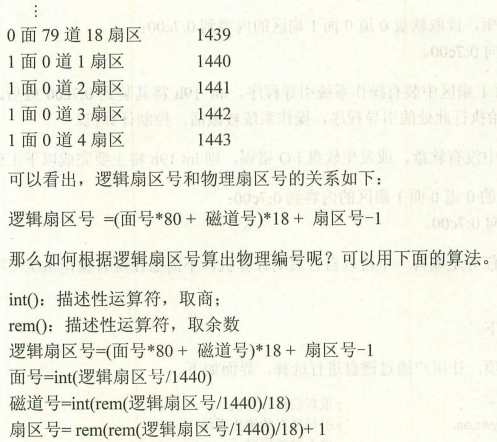 ⋮
0 面 79 道 18 扇区 1439
1 面 0 道 1 扇区 1440
1 面 0 道 2 扇区 1441
1 面 0 道 3 扇区 1442
1 面 0 道 4 扇区 1443
可以看出，逻辑扇区号和物理扇区号的关系如下：
逻辑扇区号 =(面号*80 + 磁道号)*18 + 扇区号-1
那么如何根据逻辑扇区号算出物理编号呢？可以用下面的算法。
int()：描述性运算符，取商；
rem()：描述性运算符，取余数
逻辑扇区号=(面号*80 + 磁道号)*18 + 扇区号-1
面号=int(逻辑扇区号/1440)
磁道号=int(rem(逻辑扇区号/1440)/18)
扇区号= rem(rem(逻辑扇区号/1440)/18)+ 1